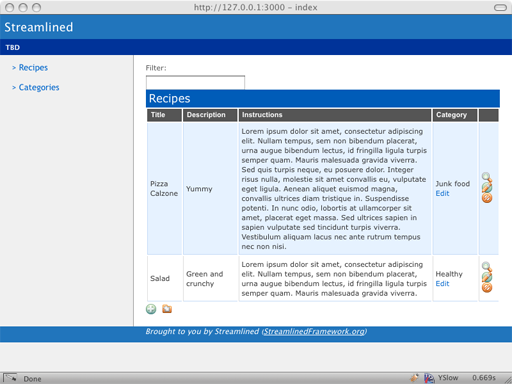 http://127.0.0.1:3000 – index
Streamlined
TBD
> Recipes
> Categories
Filter:
Recipes
Title Description Instructions Category
Pizza Calzone
Yummy
Lorem ipsum dolor sit amet, consectetur adipiscing
elit. Nullam tempus, sem non bibendum placerat,
urna augue bibendum lectus, id fringilla ligula turpis
semper quam. Mauris malesuada gravida viverra.
Sed quis turpis neque, eu posuere dolor. Integer
risus nulla, molestie sit amet convallis eu, vulputate
eget ligula. Aenean aliquet euismod magna,
convallis ultrices diam tristique in. Suspendisse
potenti. In nunc odio, lobortis at ullamcorper sit
amet, placerat eget massa. Sed ultrices sapien in
sapien vulputate sed tincidunt turpis viverra.
Vestibulum aliquam lacus nec ante rutrum tempus
nec non nisi.
Junk food
Edit
Salad
Green and
crunchy
Lorem ipsum dolor sit amet, consectetur adipiscing
elit. Nullam tempus, sem non bibendum placerat,
urna augue bibendum lectus, id fringilla ligula turpis
semper quam. Mauris malesuada gravida viverra.
Healthy
Edit
Brought to you by Streamlined (StreamlinedFramework.org)
Done YSlow 0.669s